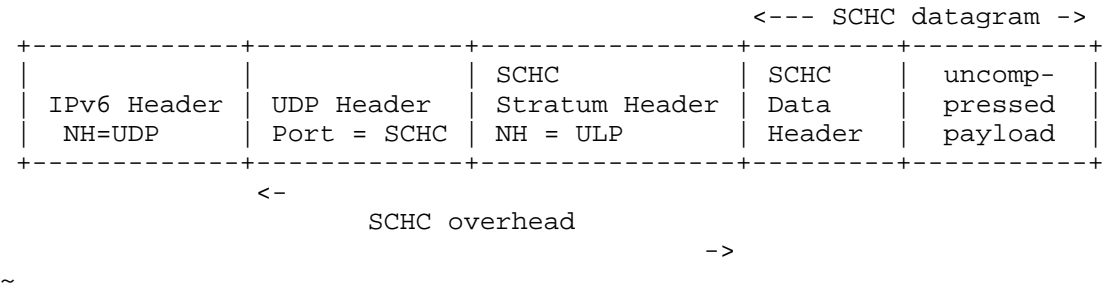 <--- SCHC datagram ->
 +-------------+-------------+----------------+---------+-----------+
 |             |             | SCHC           | SCHC    |  uncomp-  |
 | IPv6 Header | UDP Header  | Stratum Header | Data    |  pressed  |
 |  NH=UDP     | Port = SCHC | NH = ULP       | Header  |  payload  |
 +-------------+-------------+----------------+---------+-----------+
                <-
                       SCHC overhead
                                            ->
~